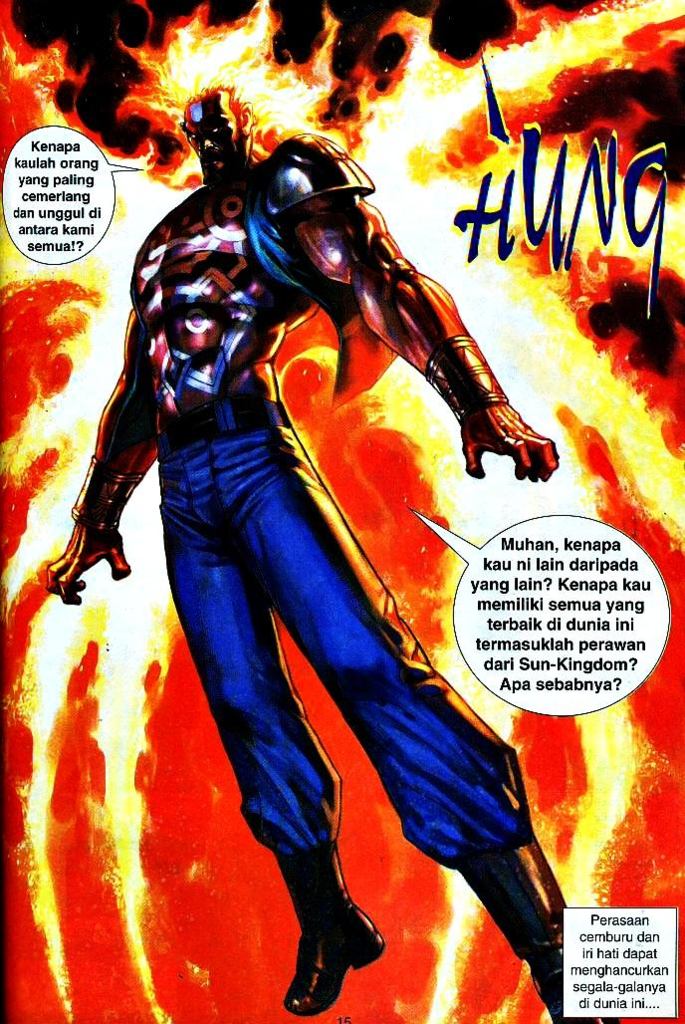 Kenapa
kaulah orang
yang paling
cemerlang
dan unggul di
antara kami
semua!?
HUNG
Muhan, kenapa
kau ni lain daripada
yang lain? Kenapa kau
memiliki semua yang
terbaik di dunia ini
termasuklah perawan
dari Sun-Kingdom?
Apa sebabnya?
Perasaan
cemburu dan
iri hati dapat
menghancurkan
segala-galanya
di dunia ini....
15